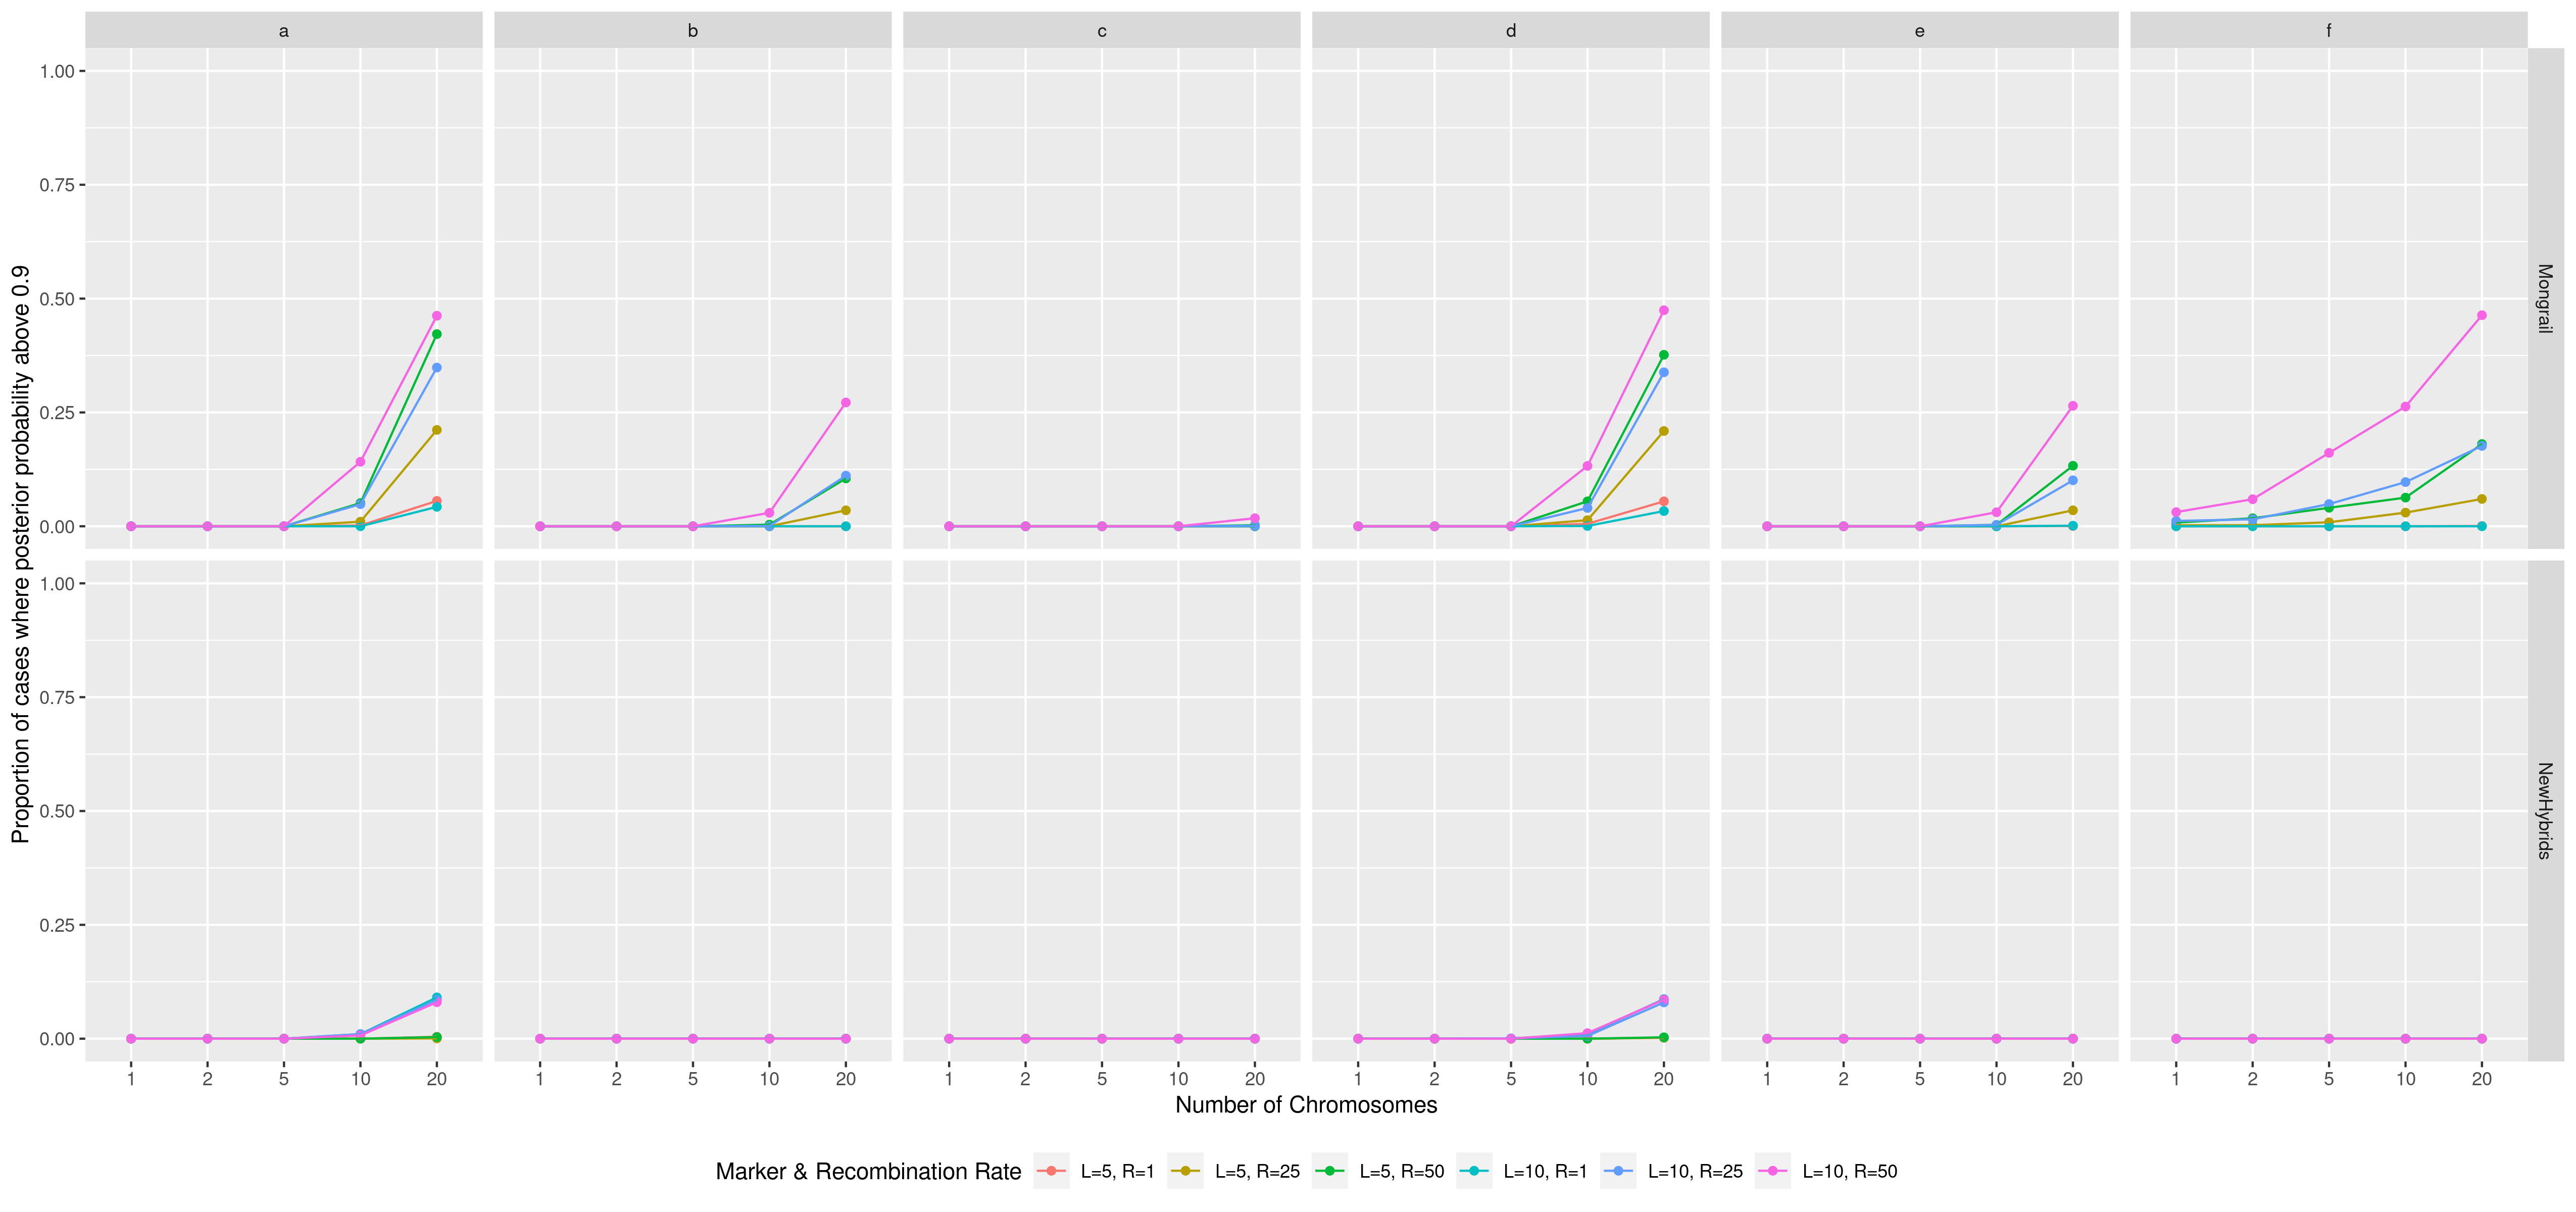 a b c d e f
Proportion of cases where posterior probability above 0.9
1.00
0.75
0.50
0.25
0.00
Mongrail
1.00
0.75
0.50
0.25
0.00
NewHybrids
1 2 5 10 20 1 2 5 10 20 1 2 5 10 20 1 2 5 10 20 1 2 5 10 20 1 2 5 10 20
Number of Chromosomes
Marker & Recombination Rate L=5, R=1 L=5, R=25 L=5, R=50 L=10, R=1 L=10, R=25 L=10, R=50